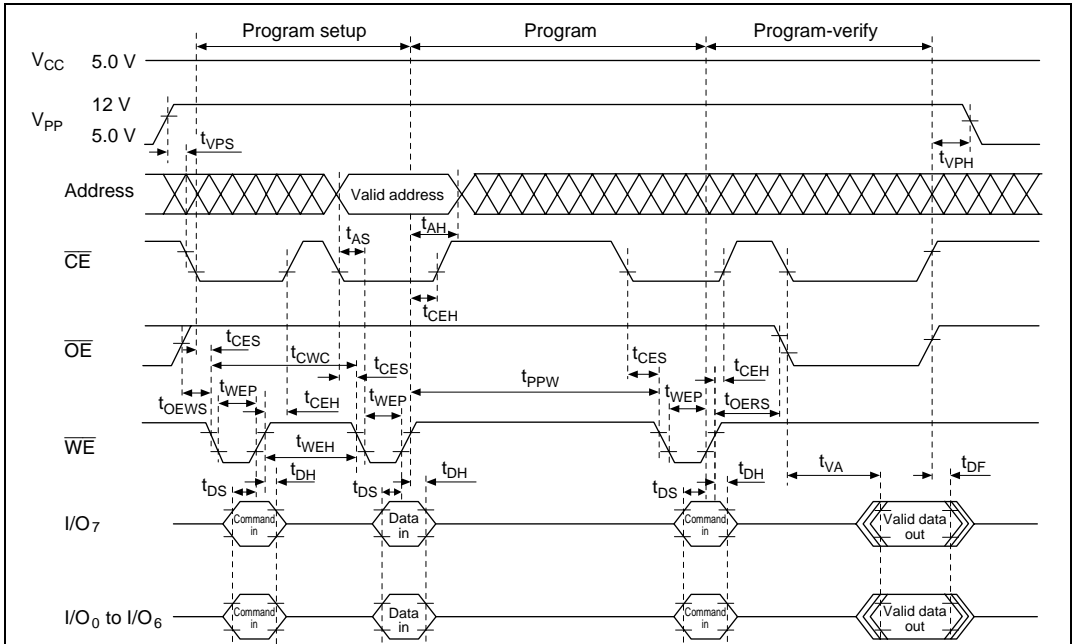 Program setup Program Program-verify
VCC 5.0 V
VPP 12 V
5.0 V
tVPS
tVPH
Address Valid address
tAH
tAS
CE
tCEH
OE
tCES
tCWC
tCES
tCES
tCEH
tPPW
tWEP
tWEP
tWEP
tOEWS
tCEH
tOERS
WE
tWEH
tVA
tDH
tDH
tDH
tDF
tDS
tDS
tDS
I/O7 Command in Data in Command in Valid data out
I/O0 to I/O6 Command in Data in Command in Valid data out